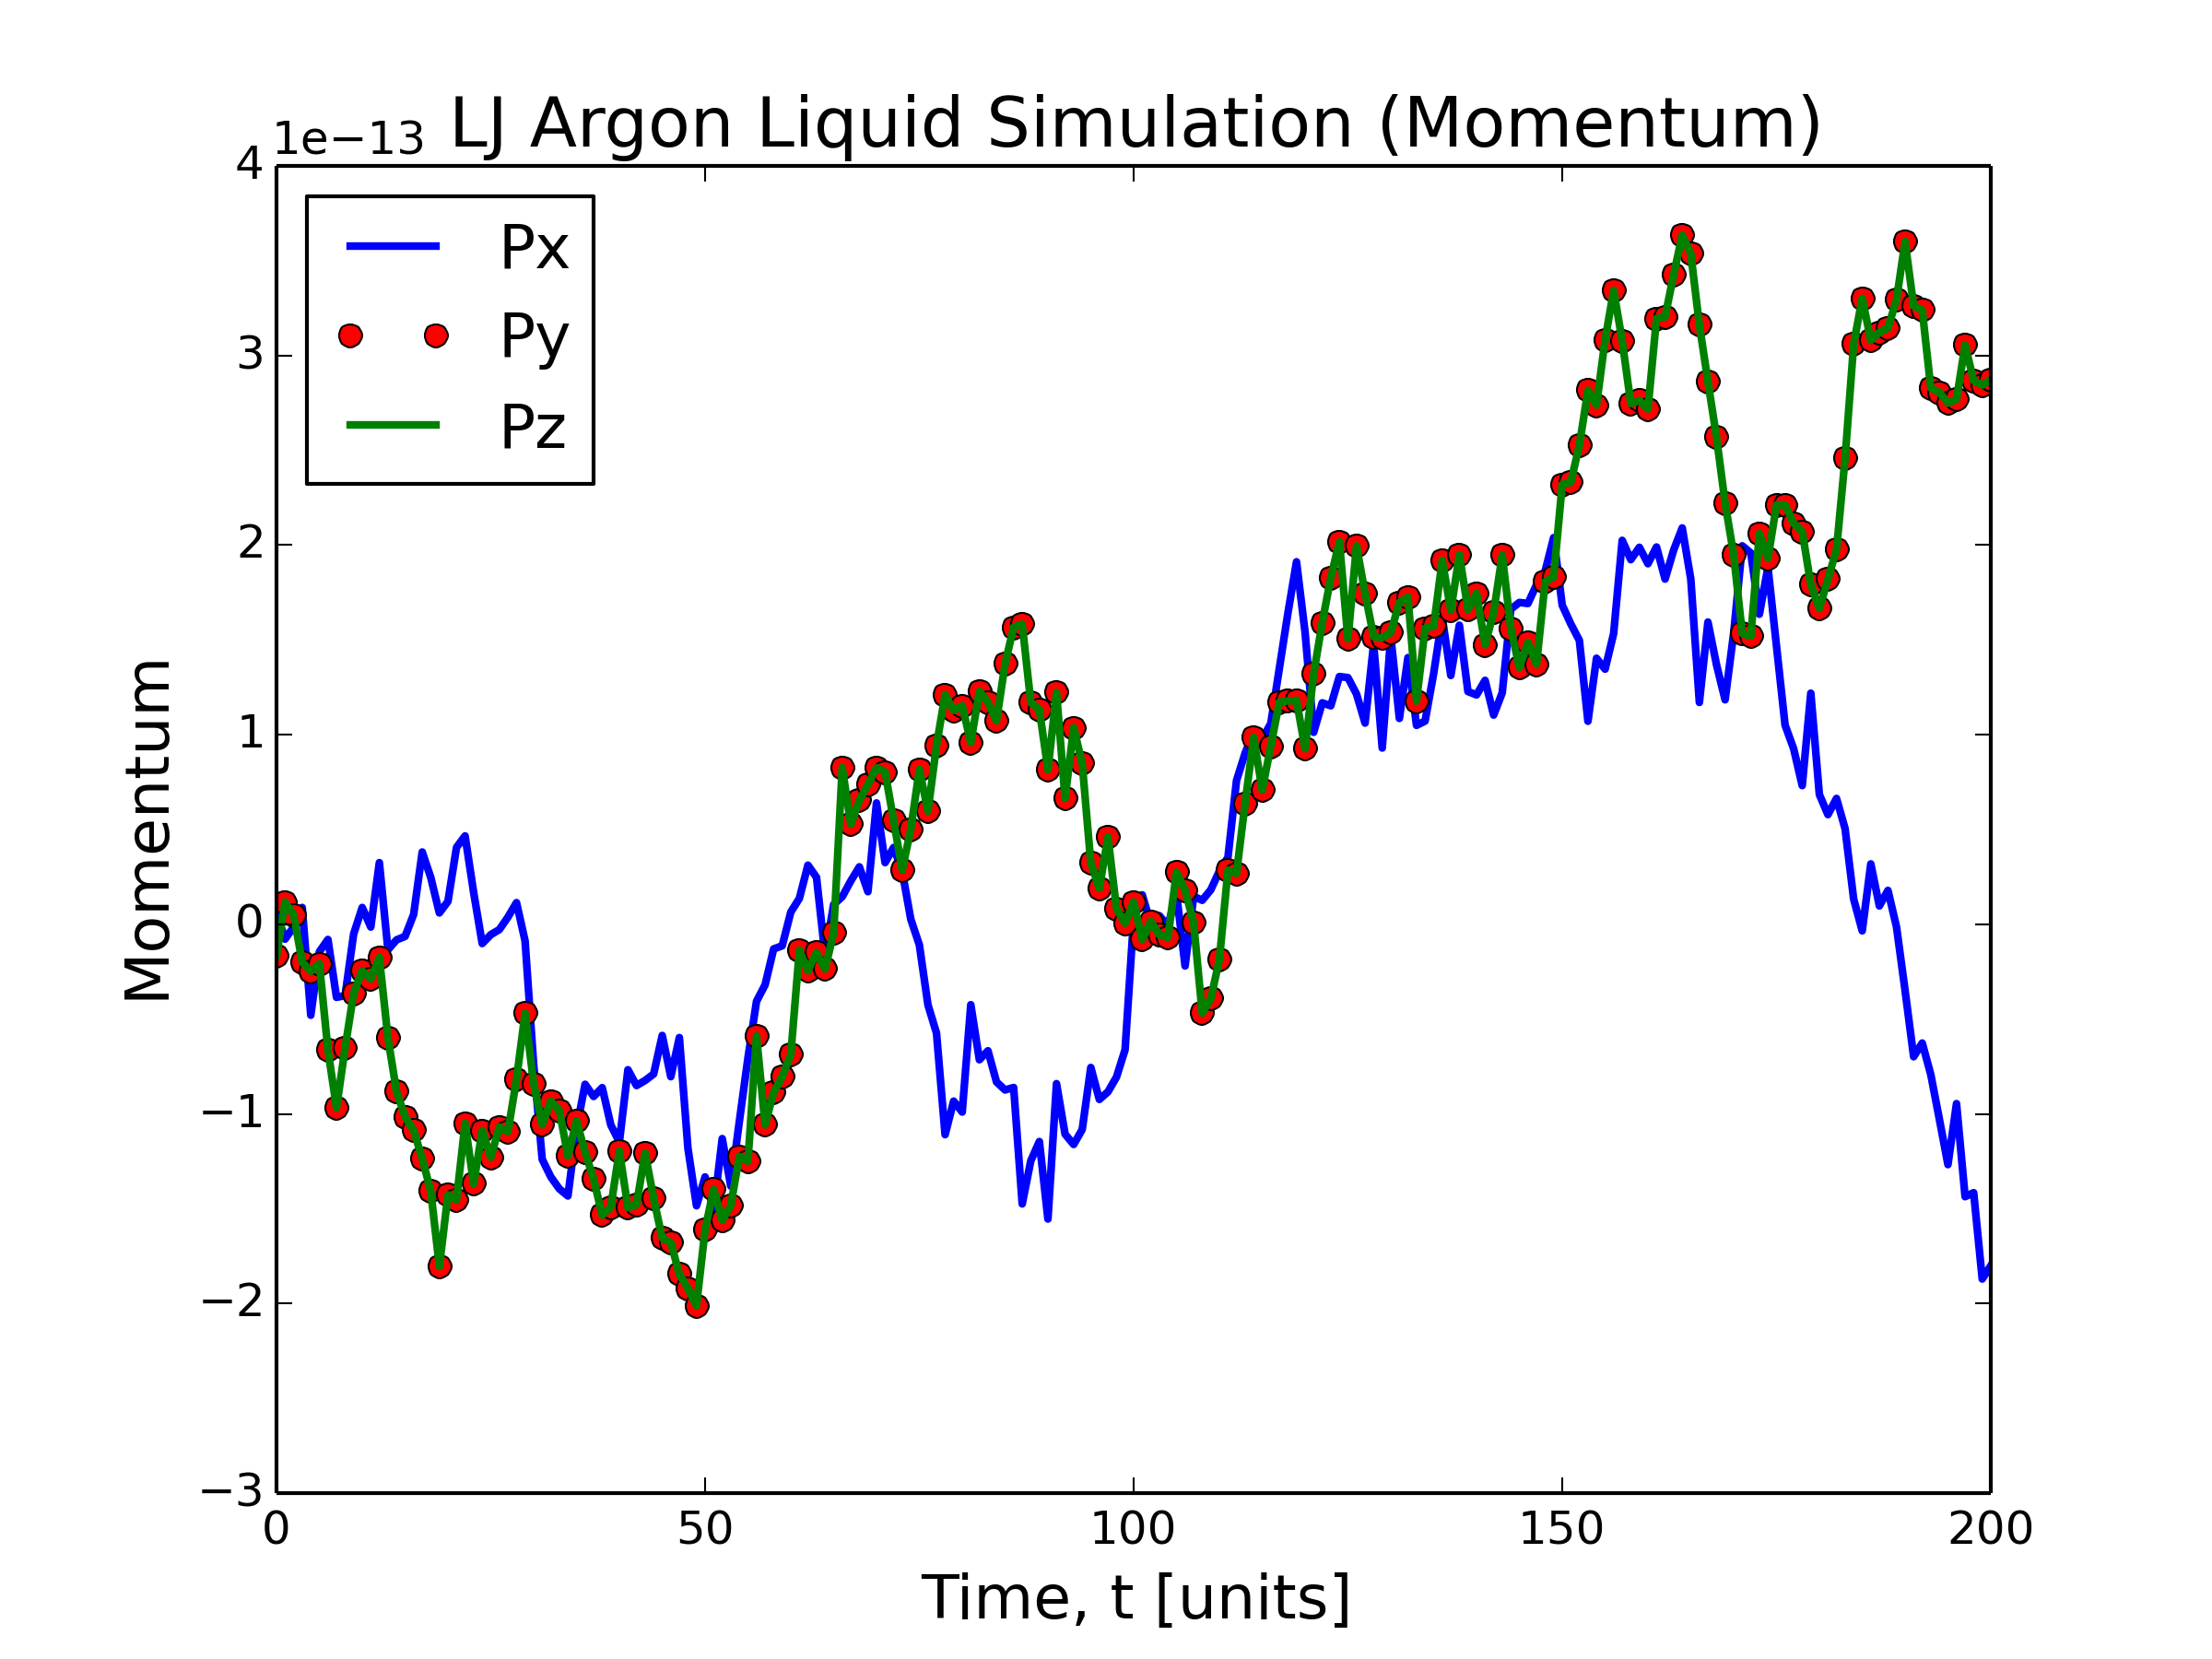 LJ Argon Liquid Simulation (Momentum)
1e−13
4
3
2
1
0
−1
−2
−3
Momentum
Px
Py
Pz
0 50 100 150 200
Time, t [units]